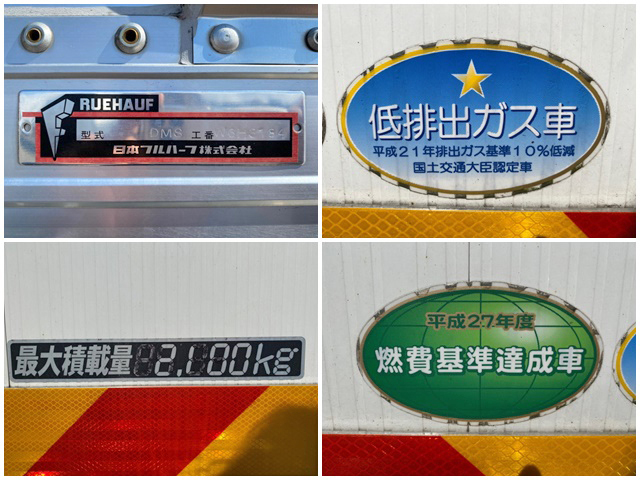 RUEHAUF
型式 DMS 工番
日本フルハーフ株式会社
低排出ガス車
平成21年排出ガス基準10%低減
国土交通大臣認定車
最大積載量 2,100kg
平成27年度
燃費基準達成車